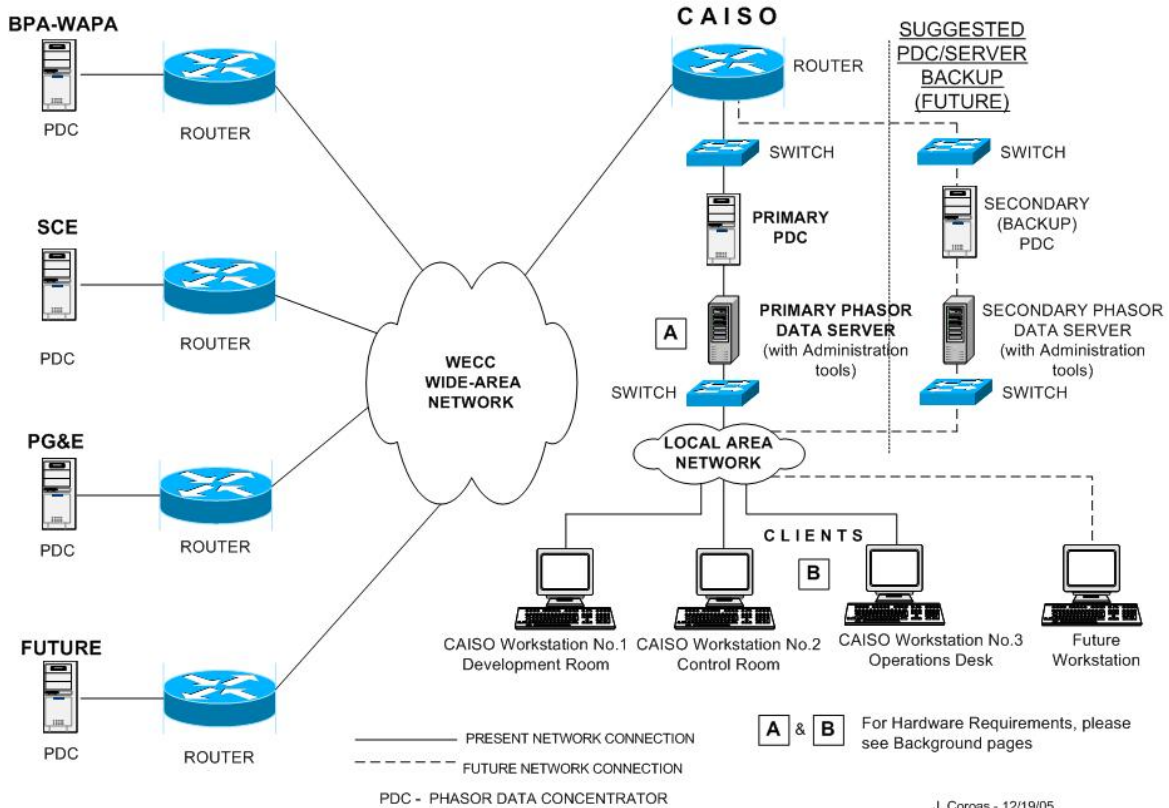 BPA-WAPA
PDC
ROUTER
SCE
PDC
ROUTER
PG&E
PDC
ROUTER
FUTURE
PDC
ROUTER
WECC
WIDE-AREA
NETWORK
CAISO
ROUTER
SWITCH
PRIMARY
PDC
A
PRIMARY PHASOR
DATA SERVER
(with Administration
tools)
SWITCH
LOCAL AREA
NETWORK
SUGGESTED
PDC/SERVER
BACKUP
(FUTURE)
SWITCH
SECONDARY
(BACKUP)
PDC
SECONDARY PHASOR
DATA SERVER
(with Administration
tools)
SWITCH
CLIENTS
B
CAISO Workstation No.1
Development Room
CAISO Workstation No.2
Control Room
CAISO Workstation No.3
Operations Desk
Future
Workstation
PRESENT NETWORK CONNECTION
FUTURE NETWORK CONNECTION
PDC - PHASOR DATA CONCENTRATOR
A & B For Hardware Requirements, please
see Background pages
J. Coroas - 12/19/05